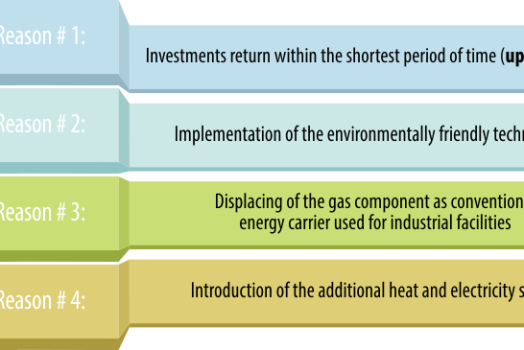 Reason # 1:
Investments return within the shortest period of time (up
Reason # 2:
Implementation of the environmentally friendly
Reason # 3:
Displacing of the gas component as
energy carrier used for industrial facilities
Reason # 4:
Introduction of the additional heat and electricity